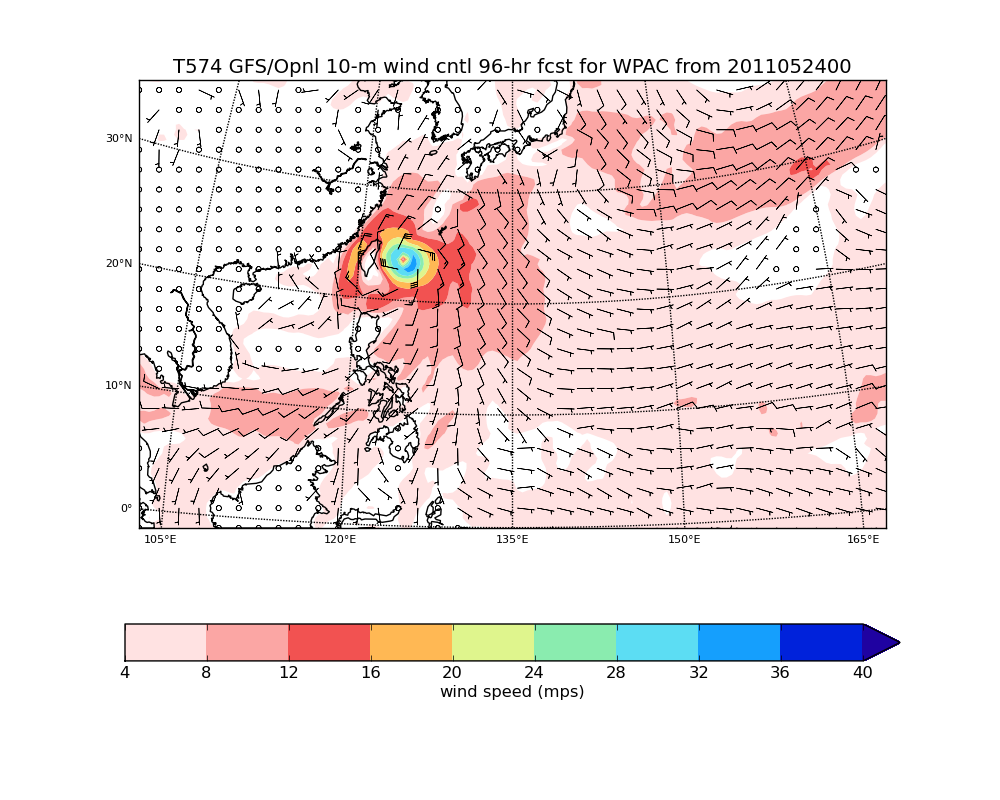 T574 GFS/Opnl 10-m wind cntl 96-hr fcst for WPAC from 2011052400
30°N
20°N
10°N
0°
105°E 120°E 135°E 150°E 165°E
4 8 12 16 20 24 28 32 36 40
wind speed (mps)